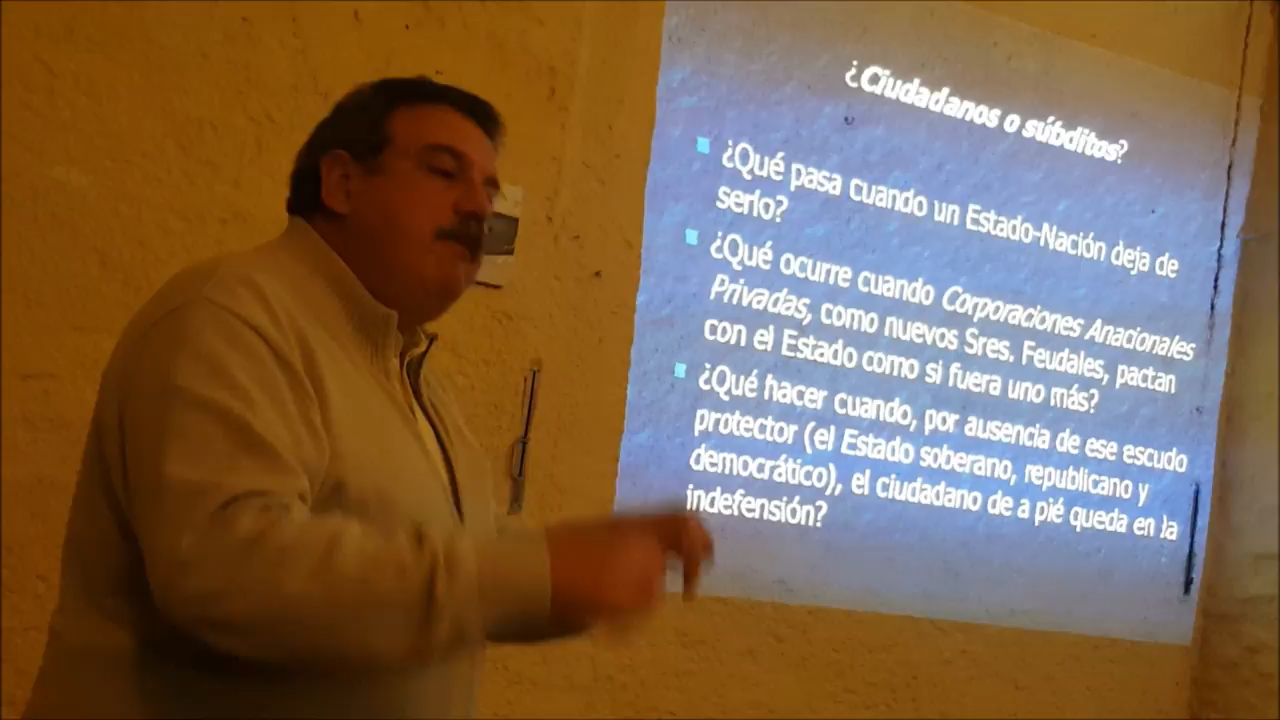 ¿Ciudadanos o súbditos?
¿Qué pasa cuando un Estado-Nación deja de
serlo?
¿Qué ocurre cuando Corporaciones Anacionales
Privadas, como nuevos Sres. Feudales, pactan
con el Estado como si fuera uno más?
¿Qué hacer cuando, por ausencia de ese escudo
protector (el Estado soberano, republicano y
democrático), el ciudadano de a pié queda en la
indefensión?